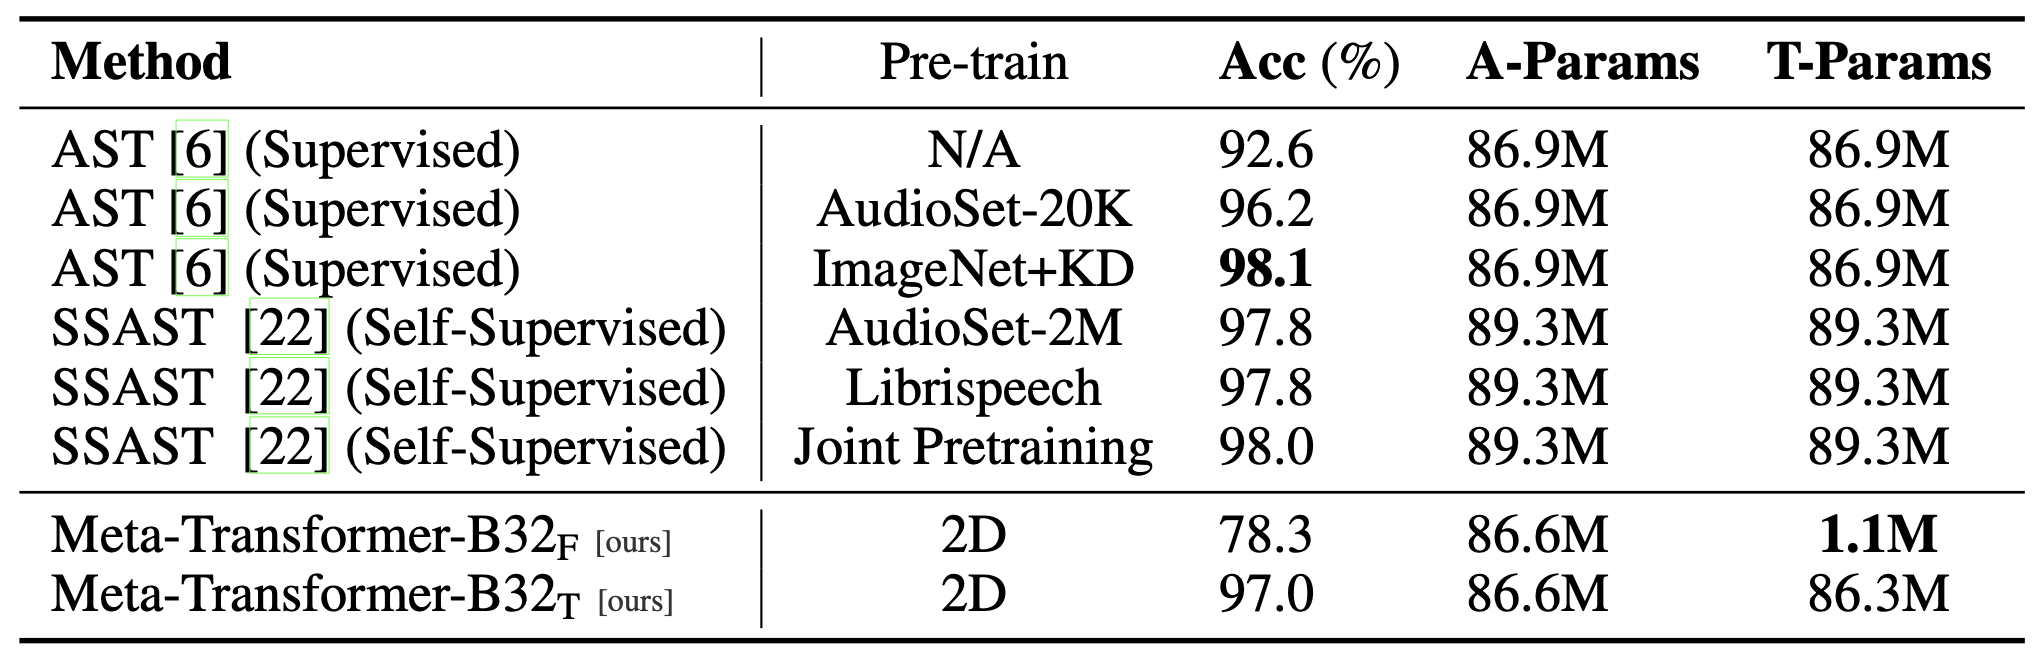 Method Pre-train Acc (%) A-Params T-Params
AST [6] (Supervised) N/A 92.6 86.9M 86.9M
AST [6] (Supervised) AudioSet-20K 96.2 86.9M 86.9M
AST [6] (Supervised) ImageNet+KD 98.1 86.9M 86.9M
SSAST [22] (Self-Supervised) AudioSet-2M 97.8 89.3M 89.3M
SSAST [22] (Self-Supervised) Librispeech 97.8 89.3M 89.3M
SSAST [22] (Self-Supervised) Joint Pretraining 98.0 89.3M 89.3M
Meta-Transformer-B32F [ours] 2D 78.3 86.6M 1.1M
Meta-Transformer-B32T [ours] 2D 97.0 86.6M 86.3M